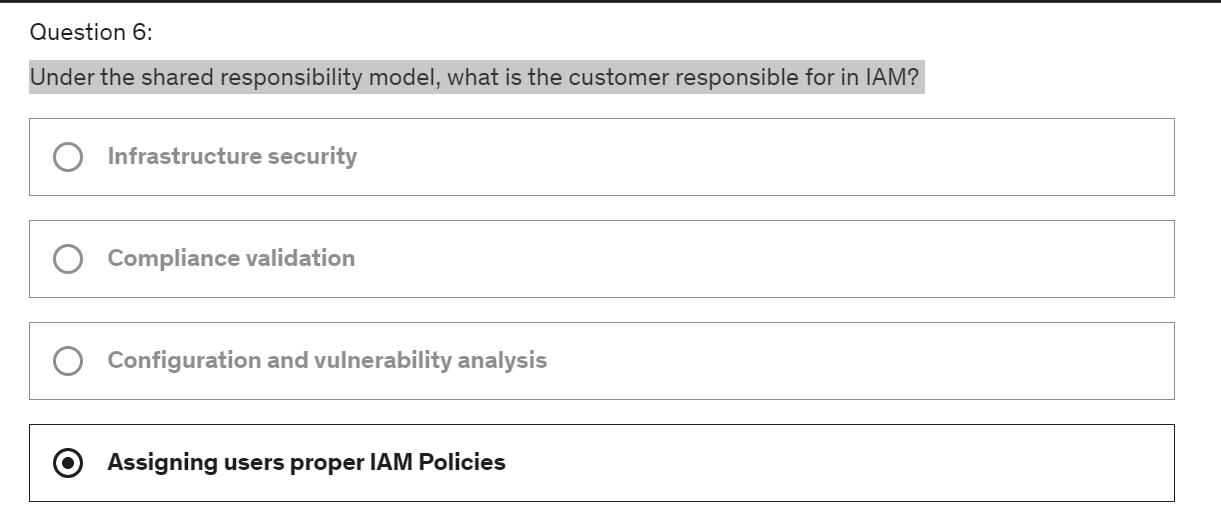 Question 6:
Under the shared responsibility model, what is the customer responsible for in IAM?
Infrastructure security
Compliance validation
Configuration and vulnerability analysis
Assigning users proper IAM Policies